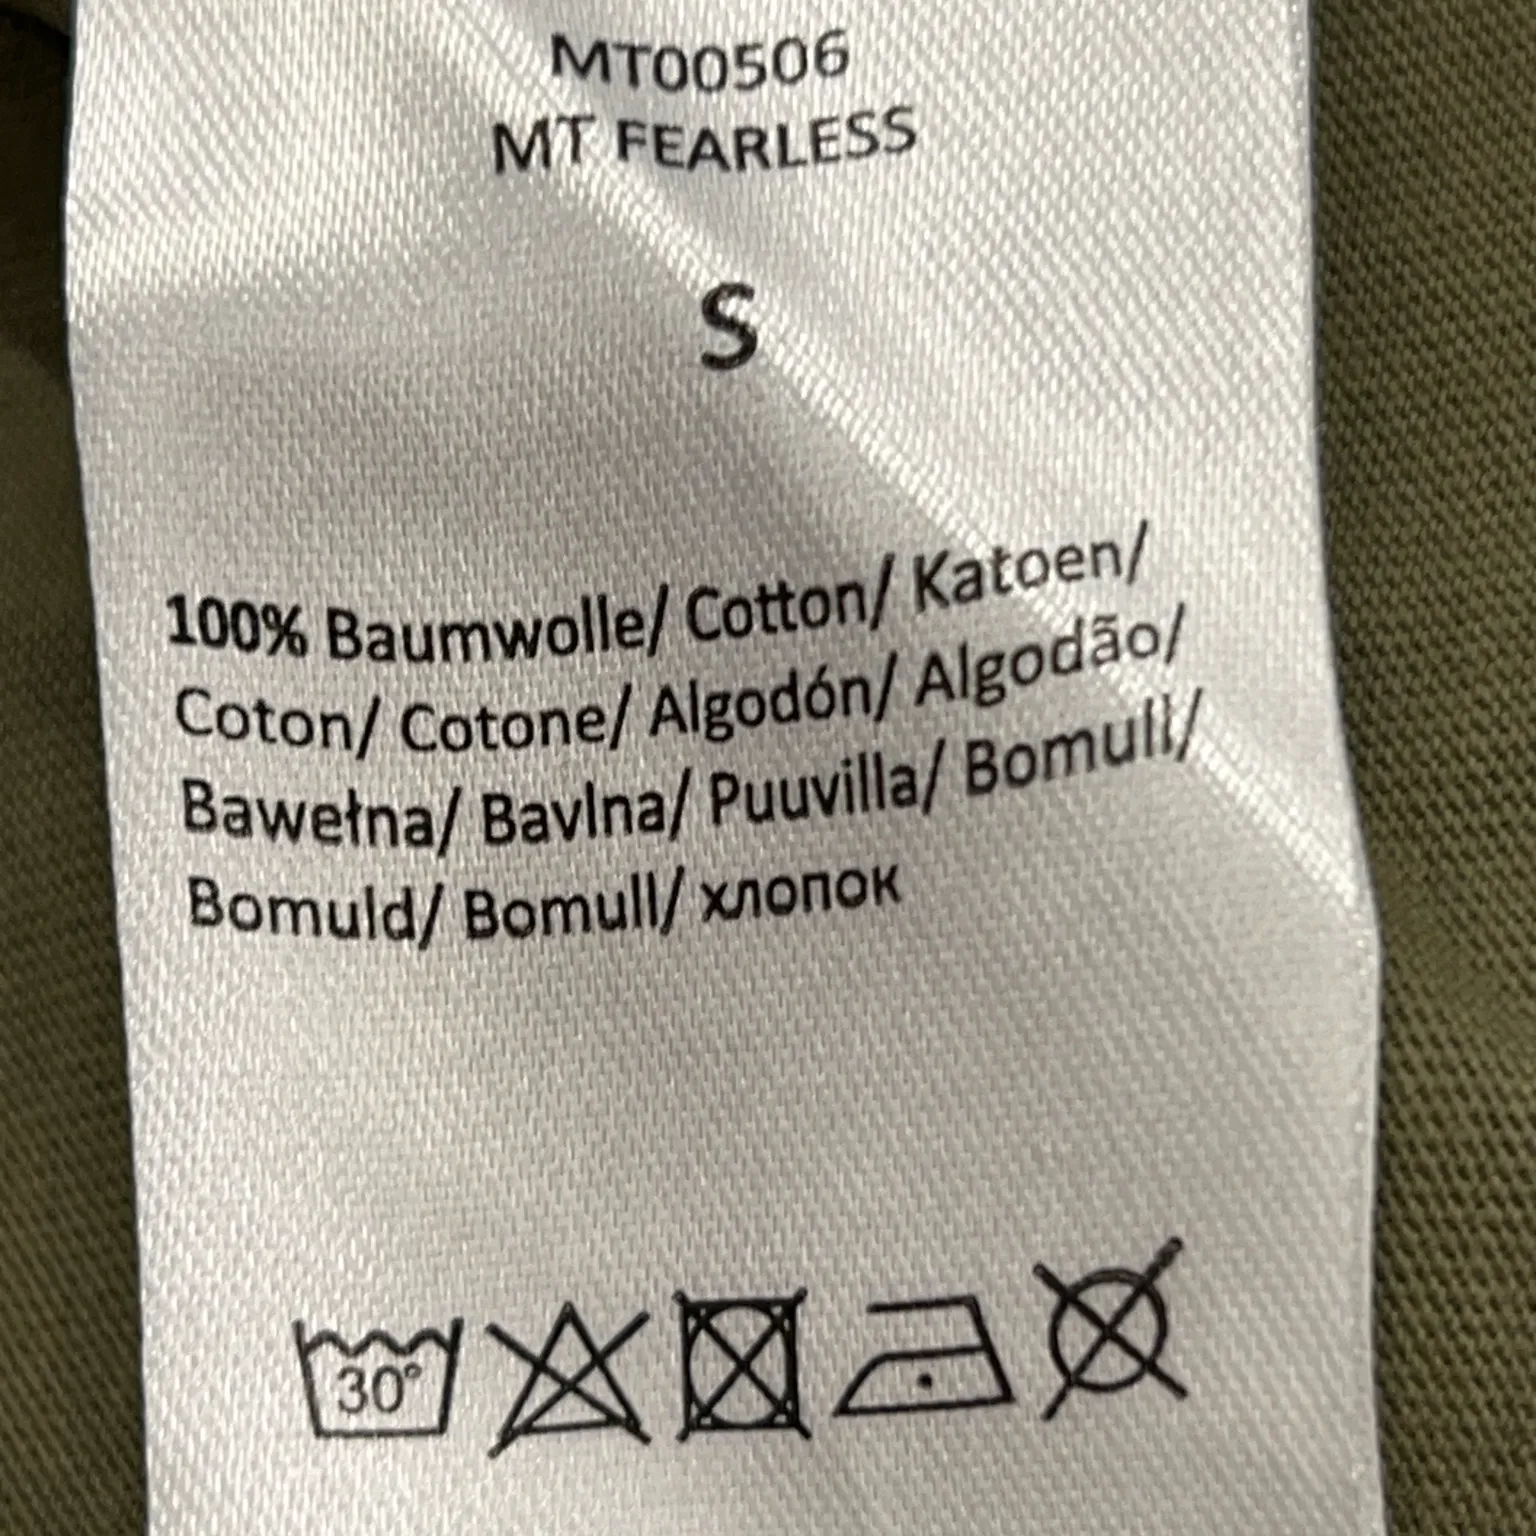 MT00506
MT FEARLESS
S
100% Baumwolle/ Cotton/ Katoen/
Coton/ Cotone/ Algodón/ Algodão/
Bawełna/ Bavlna/ Puuvilla/ Bomull/
Bomuld/ Bomull/ хлопок
30°